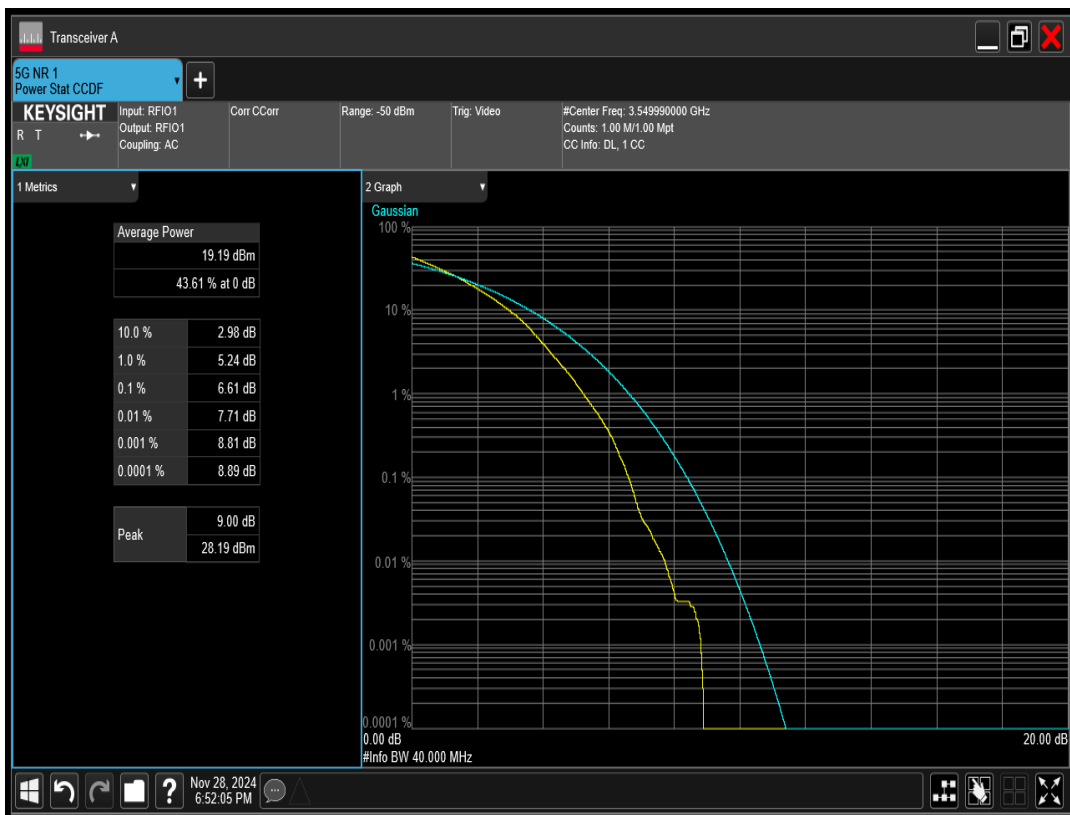 Transceiver A
5G NR 1
Power Stat CCDF
KEYSIGHT
R T
LXI
Input: RFIO1
Output: RFIO1
Coupling: AC
Corr CCorr
Range: -50 dBm
Trig: Video
#Center Freq: 3.549990000 GHz
Counts: 1.00 M/1.00 Mpt
CC Info: DL, 1 CC
1 Metrics
Average Power
19.19 dBm
43.61 % at 0 dB
10.0 % 2.98 dB
1.0 % 5.24 dB
0.1 % 6.61 dB
0.01 % 7.71 dB
0.001 % 8.81 dB
0.0001 % 8.89 dB
Peak
9.00 dB
28.19 dBm
2 Graph
Gaussian
100 %
10 %
1 %
0.1 %
0.01 %
0.001 %
0.0001 %
0.00 dB 20.00 dB
#Info BW 40.000 MHz
?
Nov 28, 2024
6:52:05 PM